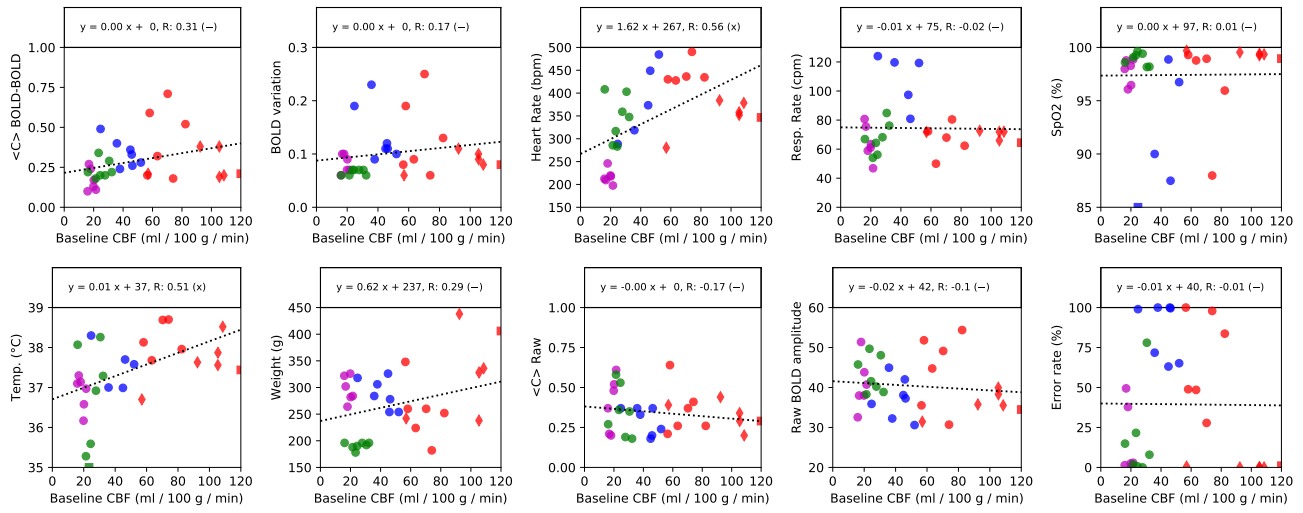 y = 0.00 x + 0, R: 0.31 (−)
1.00
0.75
0.50
0.25
0.00
<C> BOLD-BOLD
0 20 40 60 80 100 120
Baseline CBF (ml / 100 g / min)
y = 0.00 x + 0, R: 0.17 (−)
0.3
0.2
0.1
0.0
BOLD variation
0 20 40 60 80 100 120
Baseline CBF (ml / 100 g / min)
y = 1.62 x + 267, R: 0.56 (x)
500
450
400
350
300
250
200
150
Heart Rate (bpm)
0 20 40 60 80 100 120
Baseline CBF (ml / 100 g / min)
y = -0.01 x + 75, R: -0.02 (−)
120
100
80
60
40
20
Resp. Rate (cpm)
0 20 40 60 80 100 120
Baseline CBF (ml / 100 g / min)
y = 0.00 x + 97, R: 0.01 (−)
100
95
90
85
SpO2 (%)
0 20 40 60 80 100 120
Baseline CBF (ml / 100 g / min)
y = 0.01 x + 37, R: 0.51 (x)
39
38
37
36
35
Temp. (°C)
0 20 40 60 80 100 120
Baseline CBF (ml / 100 g / min)
y = 0.62 x + 237, R: 0.29 (−)
450
400
350
300
250
200
150
Weight (g)
0 20 40 60 80 100 120
Baseline CBF (ml / 100 g / min)
y = -0.00 x + 0, R: -0.17 (−)
1.00
0.75
0.50
0.25
0.00
<C> Raw
0 20 40 60 80 100 120
Baseline CBF (ml / 100 g / min)
y = -0.02 x + 42, R: -0.1 (−)
60
50
40
30
20
Raw BOLD amplitude
0 20 40 60 80 100 120
Baseline CBF (ml / 100 g / min)
y = -0.01 x + 40, R: -0.01 (−)
100
80
60
40
20
0
Error rate (%)
0 20 40 60 80 100 120
Baseline CBF (ml / 100 g / min)